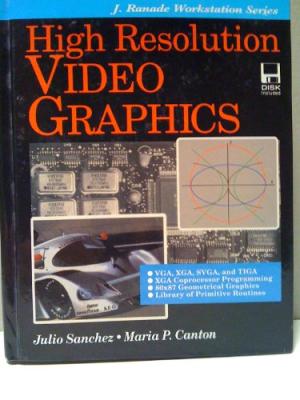 J. Ranade Workstation Series
High Resolution
VIDEO
GRAPHICS
DISK
Included
• VGA, XGA, SVGA, and TIGA
• XGA Coprocessor Programming
• 80x87 Geometrical Graphics
• Library of Primitive Routines
Julio Sanchez • Maria P. Canton